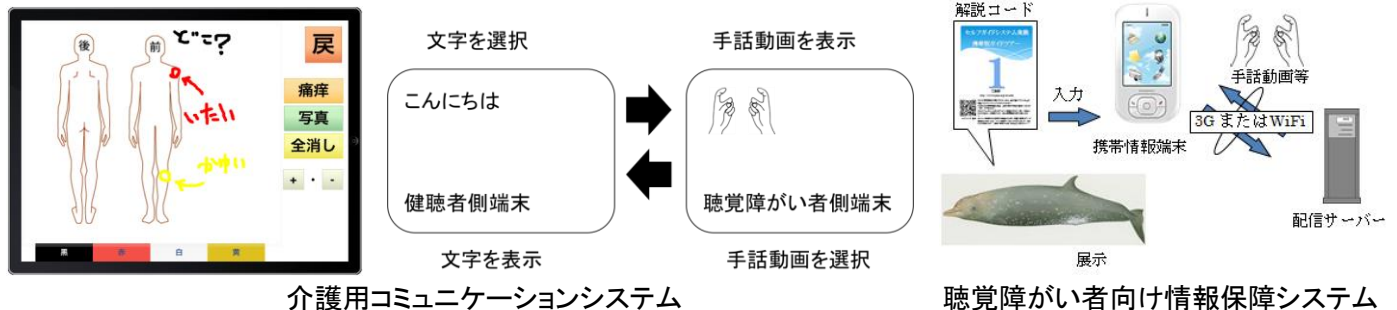 後
前
どこ?
いたい
かゆい
戻
痛痒
写真
全消し
+ ・ -
黒 赤 白 黄
文字を選択
手話動画を表示
こんにちは
健聴者側端末
聴覚障がい者側端末
文字を表示
手話動画を選択
介護用コミュニケーションシステム
解説コード
1
入力
携帯情報端末
手話動画等
3G またはWiFi
配信サーバー
展示
聴覚障がい者向け情報保障システム